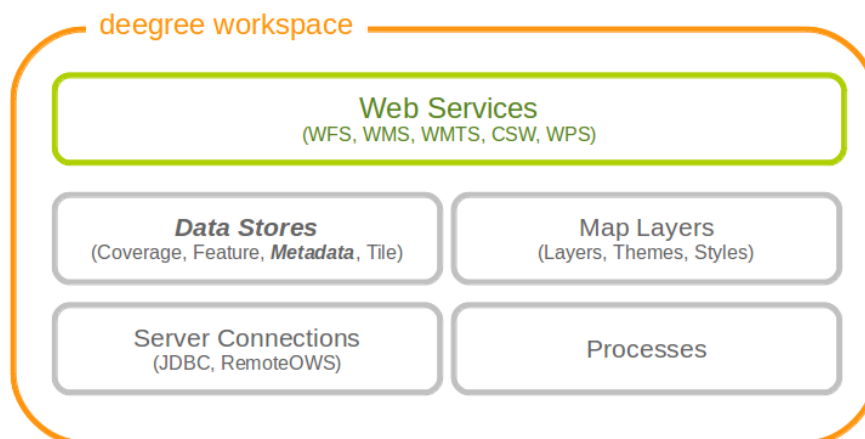 deegree workspace
Web Services
(WFS, WMS, WMTS, CSW, WPS)
Data Stores
(Coverage, Feature, Metadata, Tile)
Map Layers
(Layers, Themes, Styles)
Server Connections
(JDBC, RemoteOWS)
Processes